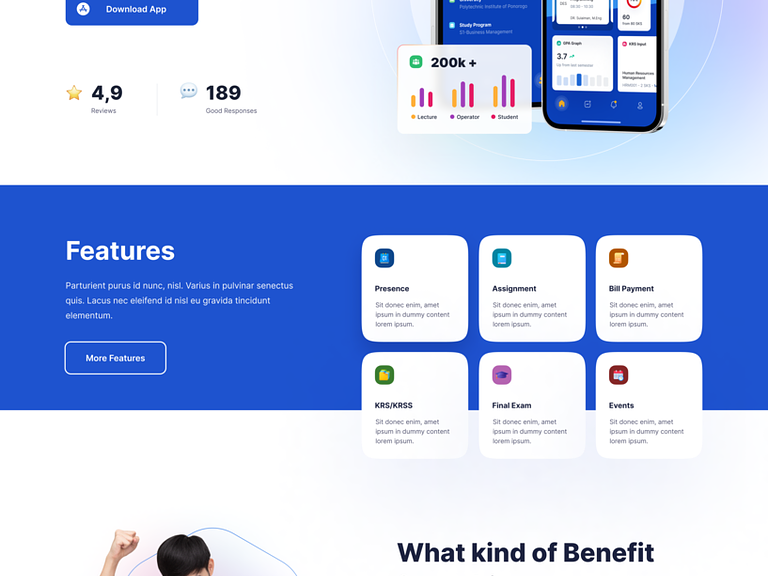 Download App
4,9
Reviews
189
Good Responses
Polytechnic Institute of Ponorogo
Study Program
S1-Business Management
200k +
Lecture
Operator
Student
60
from 80 SKS
GPA Graph
3.7
KRS Input
Human Resources
Management
Features
Parturient purus id nunc, nisl. Varius in pulvinar senectus
quis. Lacus nec eleifend id nisl eu gravida tincidunt
elementum.
More Features
Presence
Sit donec enim, amet
ipsum in dummy content
lorem ipsum.
Assignment
Sit donec enim, amet
ipsum in dummy content
lorem ipsum.
Bill Payment
Sit donec enim, amet
ipsum in dummy content
lorem ipsum.
KRS/KRSS
Sit donec enim, amet
ipsum in dummy content
lorem ipsum.
Final Exam
Sit donec enim, amet
ipsum in dummy content
lorem ipsum.
Events
Sit donec enim, amet
ipsum in dummy content
lorem ipsum.
What kind of Benefit